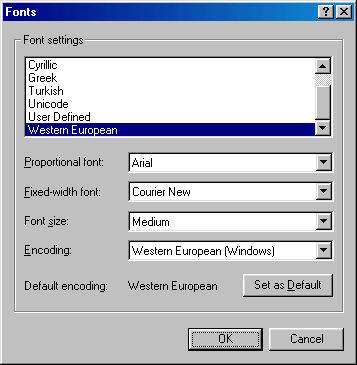 Fonts
Font settings
Cyrillic
Greek
Turkish
Unicode
User Defined
Western European
Proportional font: Arial
Fixed-width font: Courier New
Font size: Medium
Encoding: Western European (Windows)
Default encoding: Western European Set as Default
OK Cancel